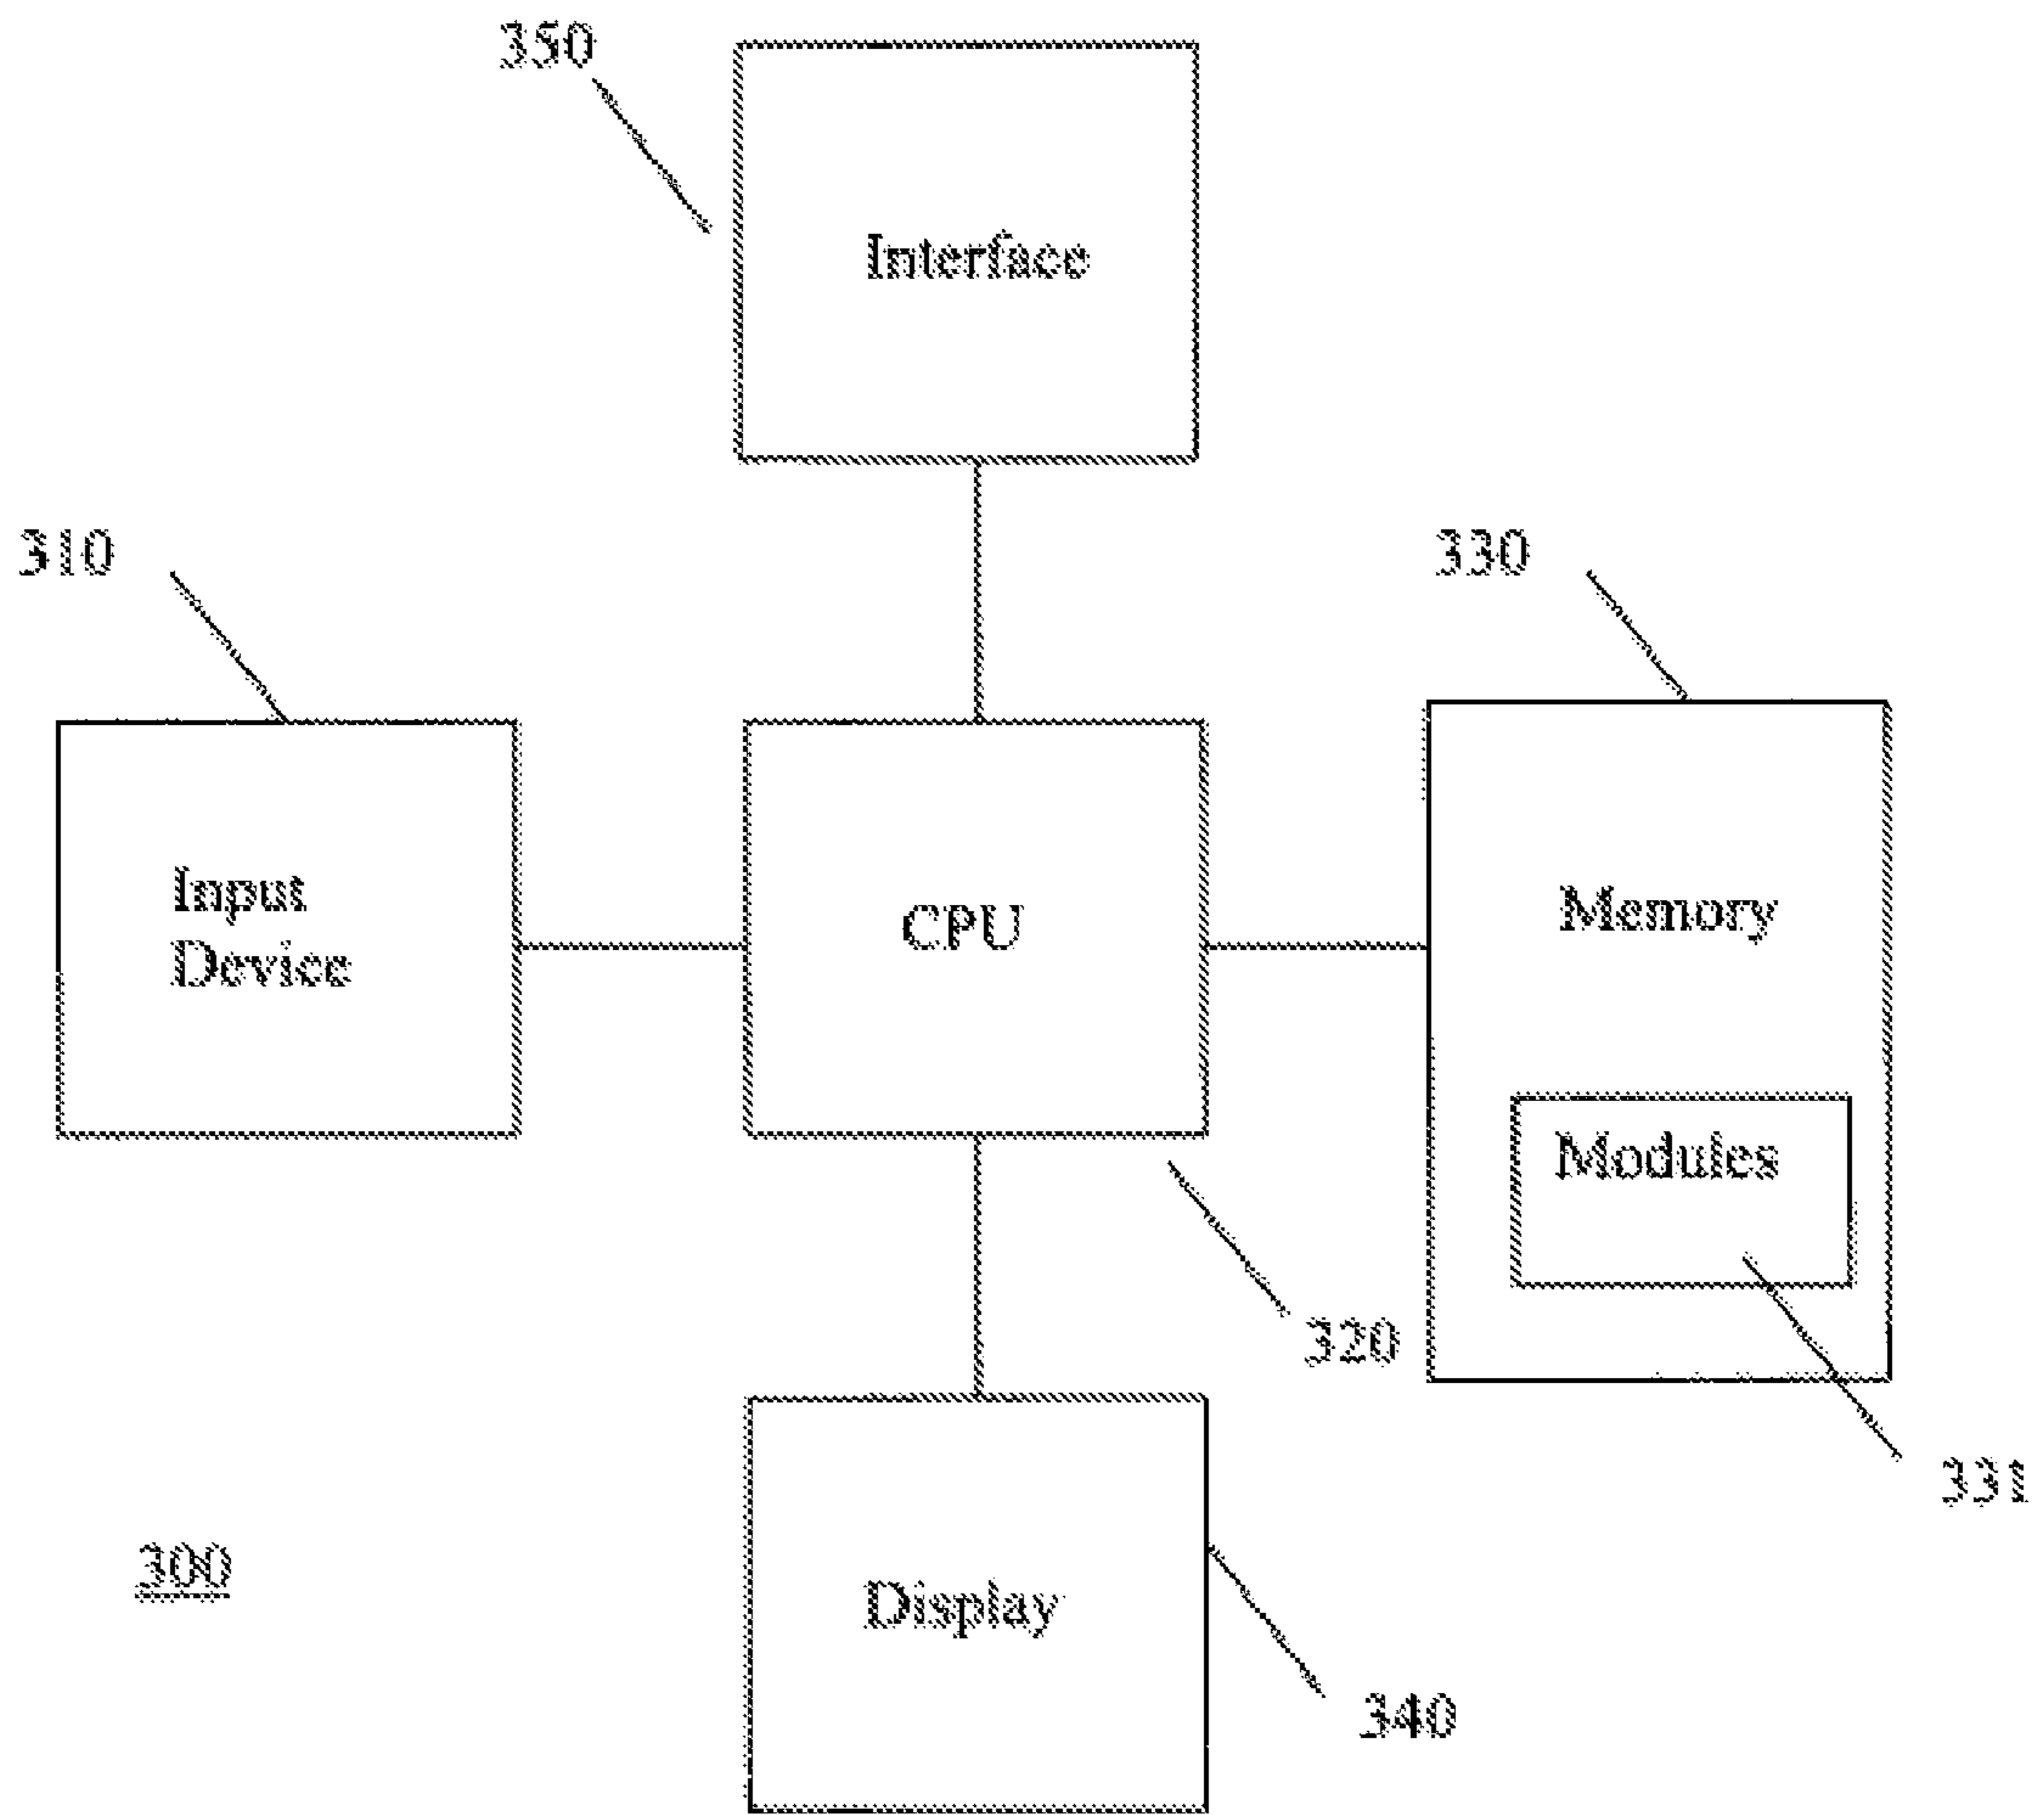 350
Interface
310
330
Input
Device
CPU
Memory
Modules
320
331
300
Display
340